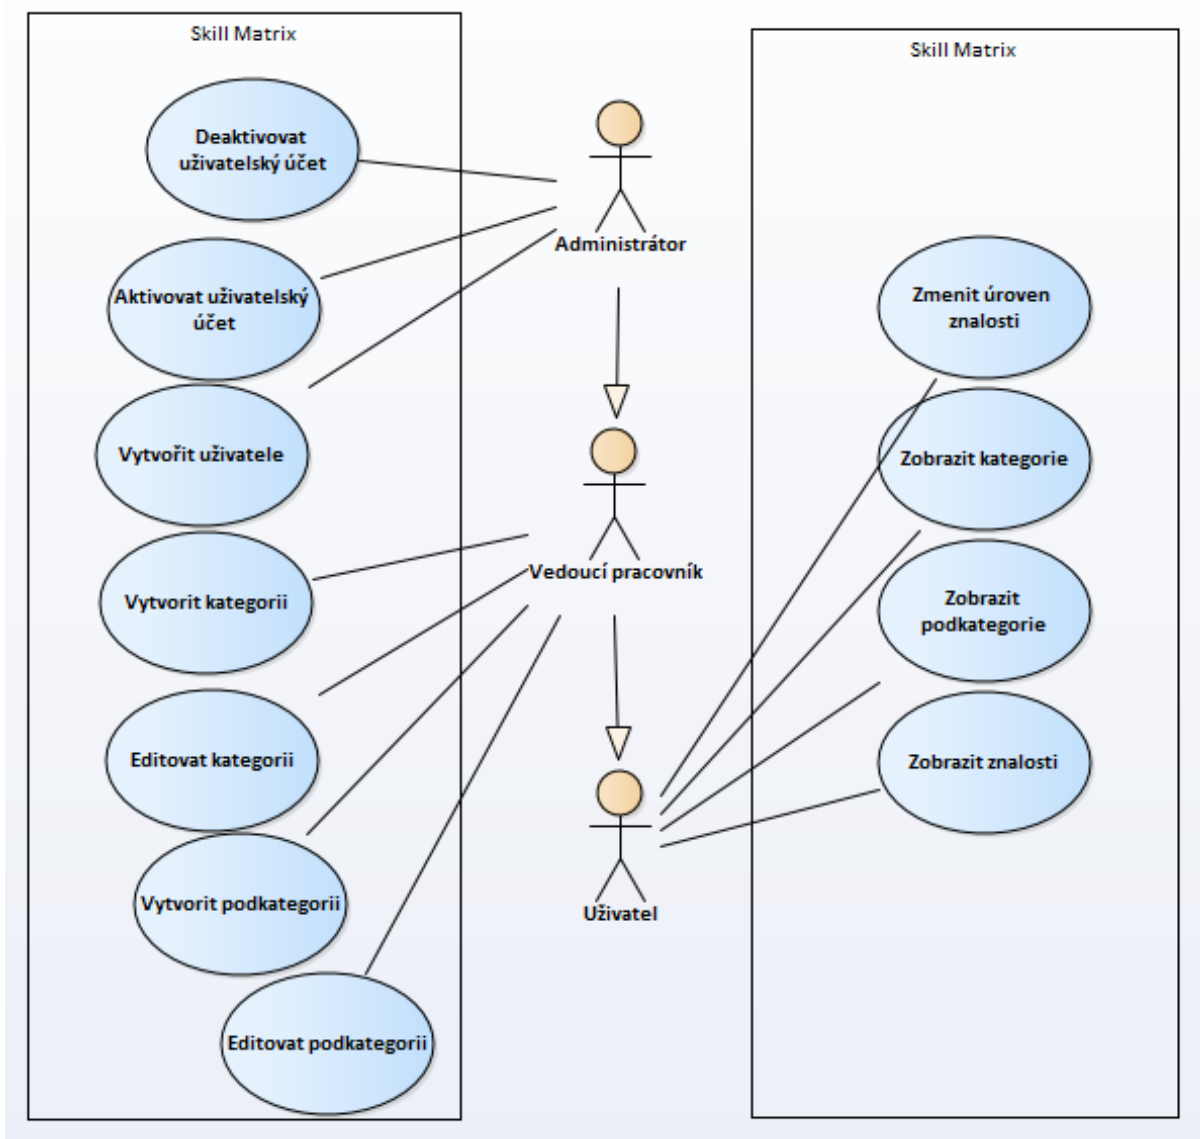 Skill Matrix
Deaktivovat
uživatelský účet
Aktivovat uživatelský
účet
Vytvořit uživatele
Vytvorit kategorii
Editovat kategorii
Vytvorit podkategorii
Editovat podkategorii
Administrátor
Vedoucí pracovník
Uživatel
Skill Matrix
Zmenit úroven
znalosti
Zobrazit kategorie
Zobrazit
podkategorie
Zobrazit znalosti